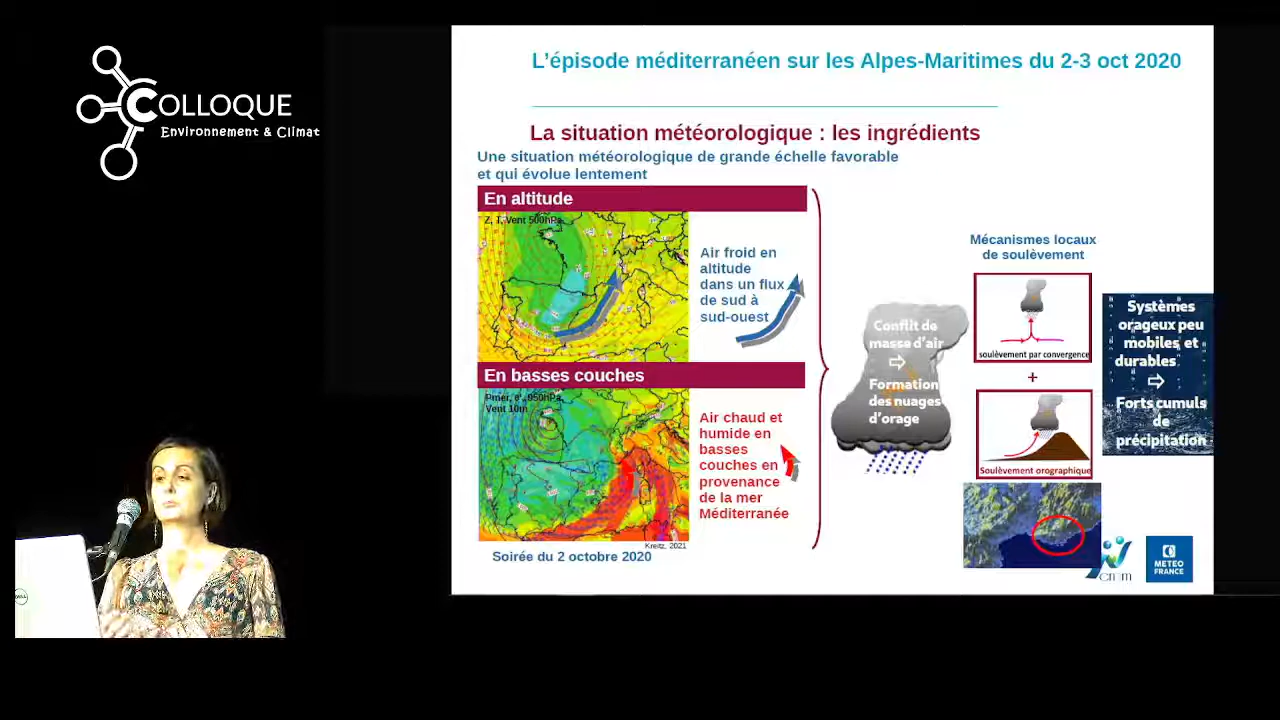 COLLOQUE
Environnement & Climat
L'épisode méditerranéen sur les Alpes-Maritimes du 2-3 oct 2020
La situation météorologique : les ingrédients
Une situation météorologique de grande échelle favorable
et qui évolue lentement
En altitude
Z, T, Vent 500hPa
Air froid en
altitude
dans un flux
de sud à
sud-ouest
En basses couches
Vent 10m
Air chaud et
humide en
basses
couches en
provenance
de la mer
Méditerranée
Kreitz, 2021
Soirée du 2 octobre 2020
Conflit de
masse d'air
⇨
Formation
des nuages
d'orage
Mécanismes locaux
de soulèvement
soulèvement par convergence
+
Soulèvement orographique
Systèmes
orageux peu
mobiles et
durables
⇨
Forts cumuls
de
précipitation
METEO
FRANCE